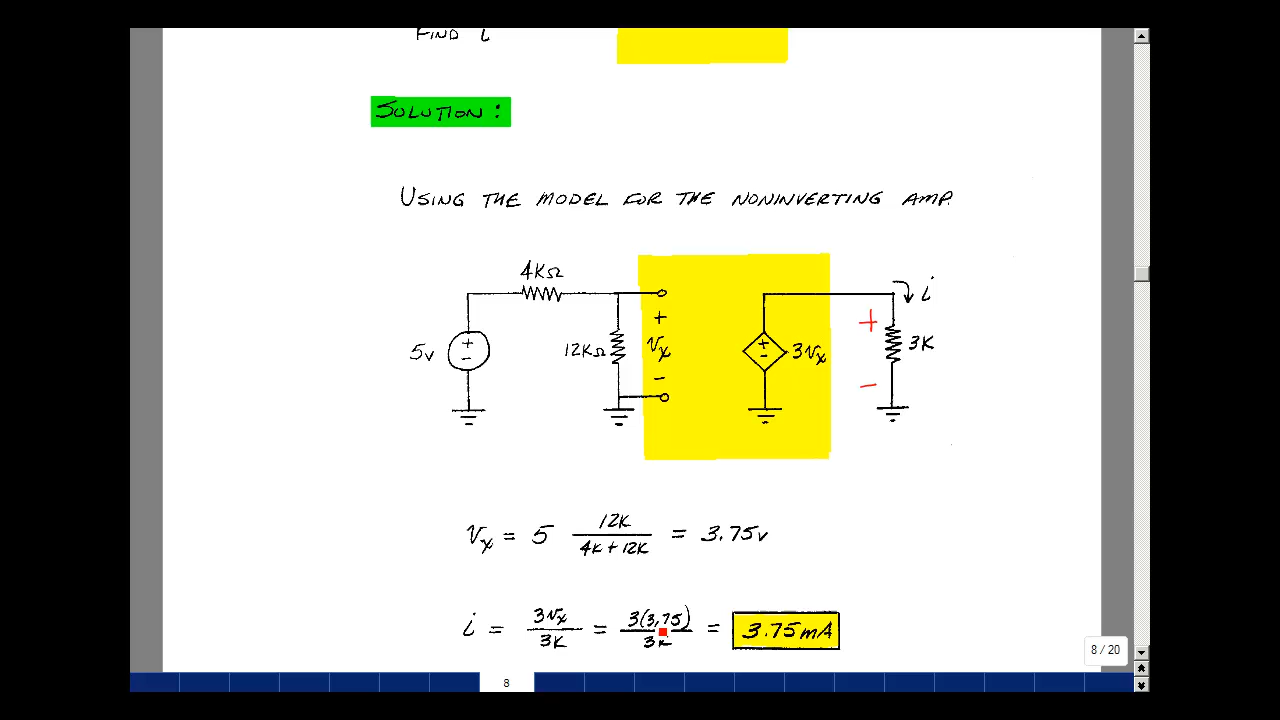 FIND i
SOLUTION:
USING THE MODEL FOR THE NONINVERTING AMP.
4KΩ
i
+
+
5v
+
-
12KΩ
vx
+
-
3vx
3K
-
-
vx = 5 12K / 4K + 12K = 3.75v
i = 3vx / 3K = 3(3.75) / 3K = 3.75mA
8 / 20
8